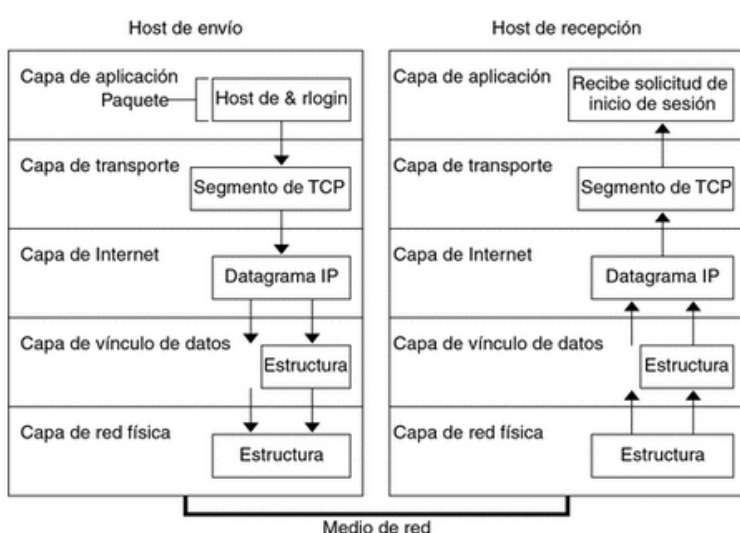 Host de envío
Capa de aplicación
Paquete
Host de & rlogin
Capa de transporte
Segmento de TCP
Capa de Internet
Datagrama IP
Capa de vínculo de datos
Estructura
Capa de red física
Estructura
Host de recepción
Capa de aplicación
Recibe solicitud de
inicio de sesión
Capa de transporte
Segmento de TCP
Capa de Internet
Datagrama IP
Capa de vínculo de datos
Estructura
Capa de red física
Estructura
Medio de red